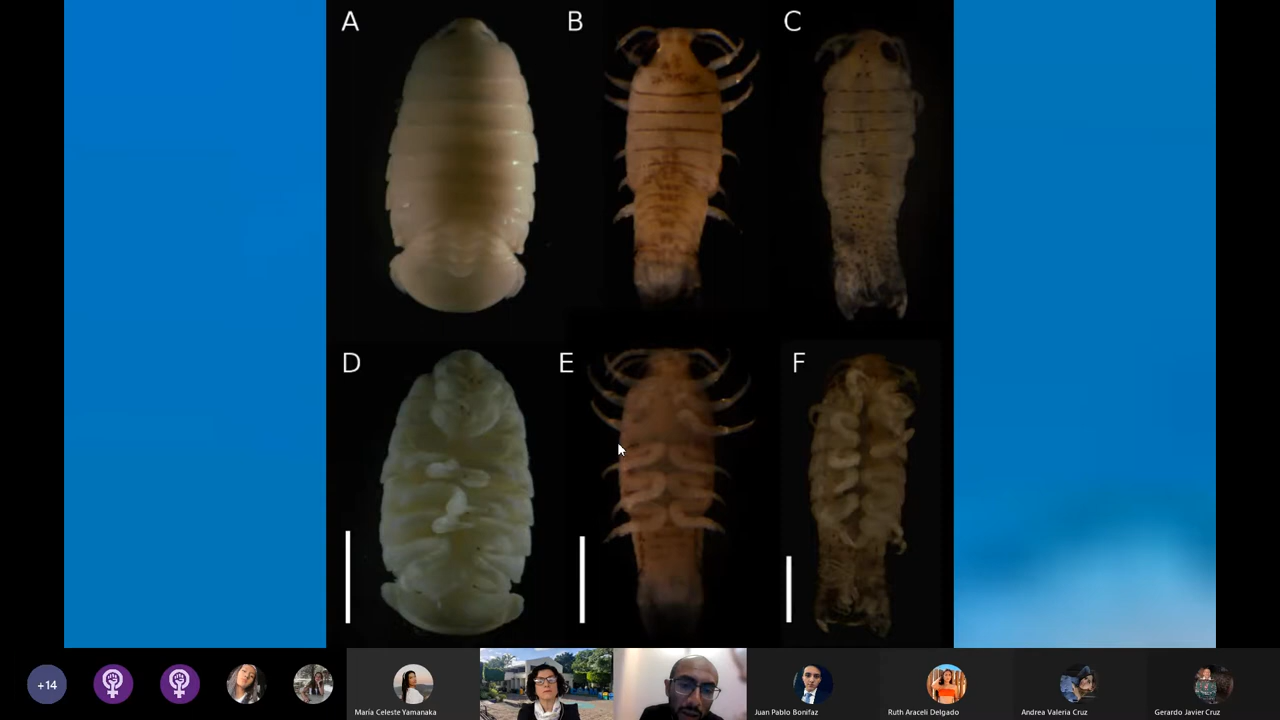 A
B
C
D
E
F
+14
María Celeste Yamanaka
Juan Pablo Bonifaz
Ruth Araceli Delgado
Andrea Valeria Cruz
Gerardo Javier Cruz